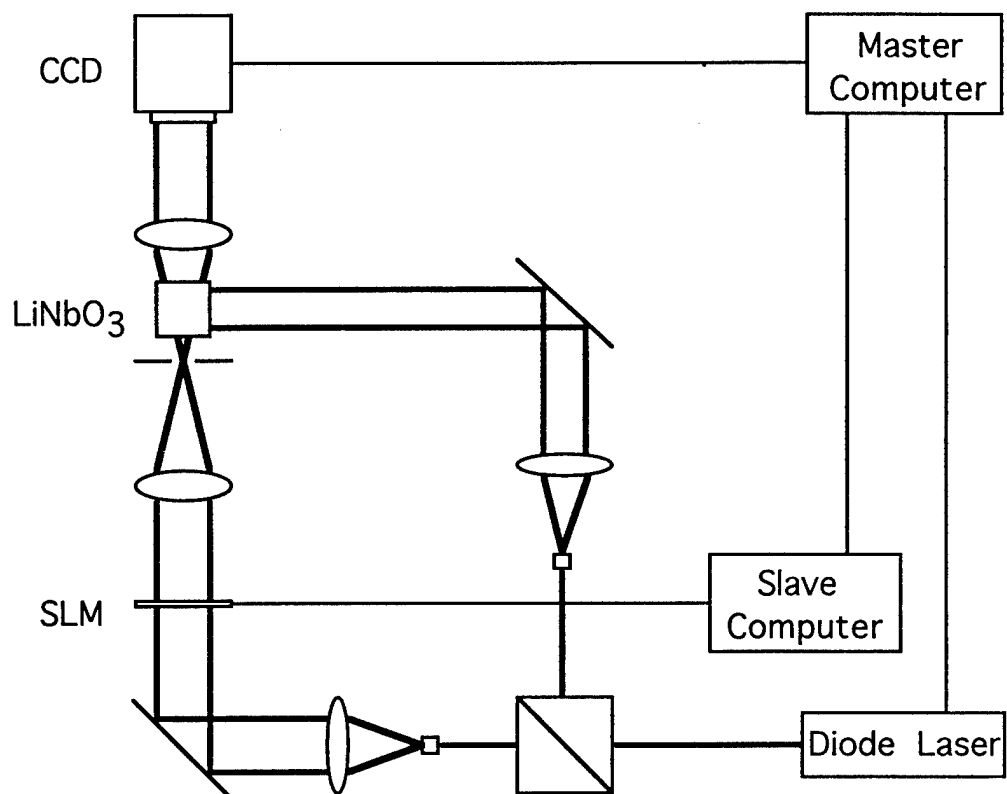 CCD
Master
Computer
LiNbO3
SLM
Slave
Computer
Diode Laser